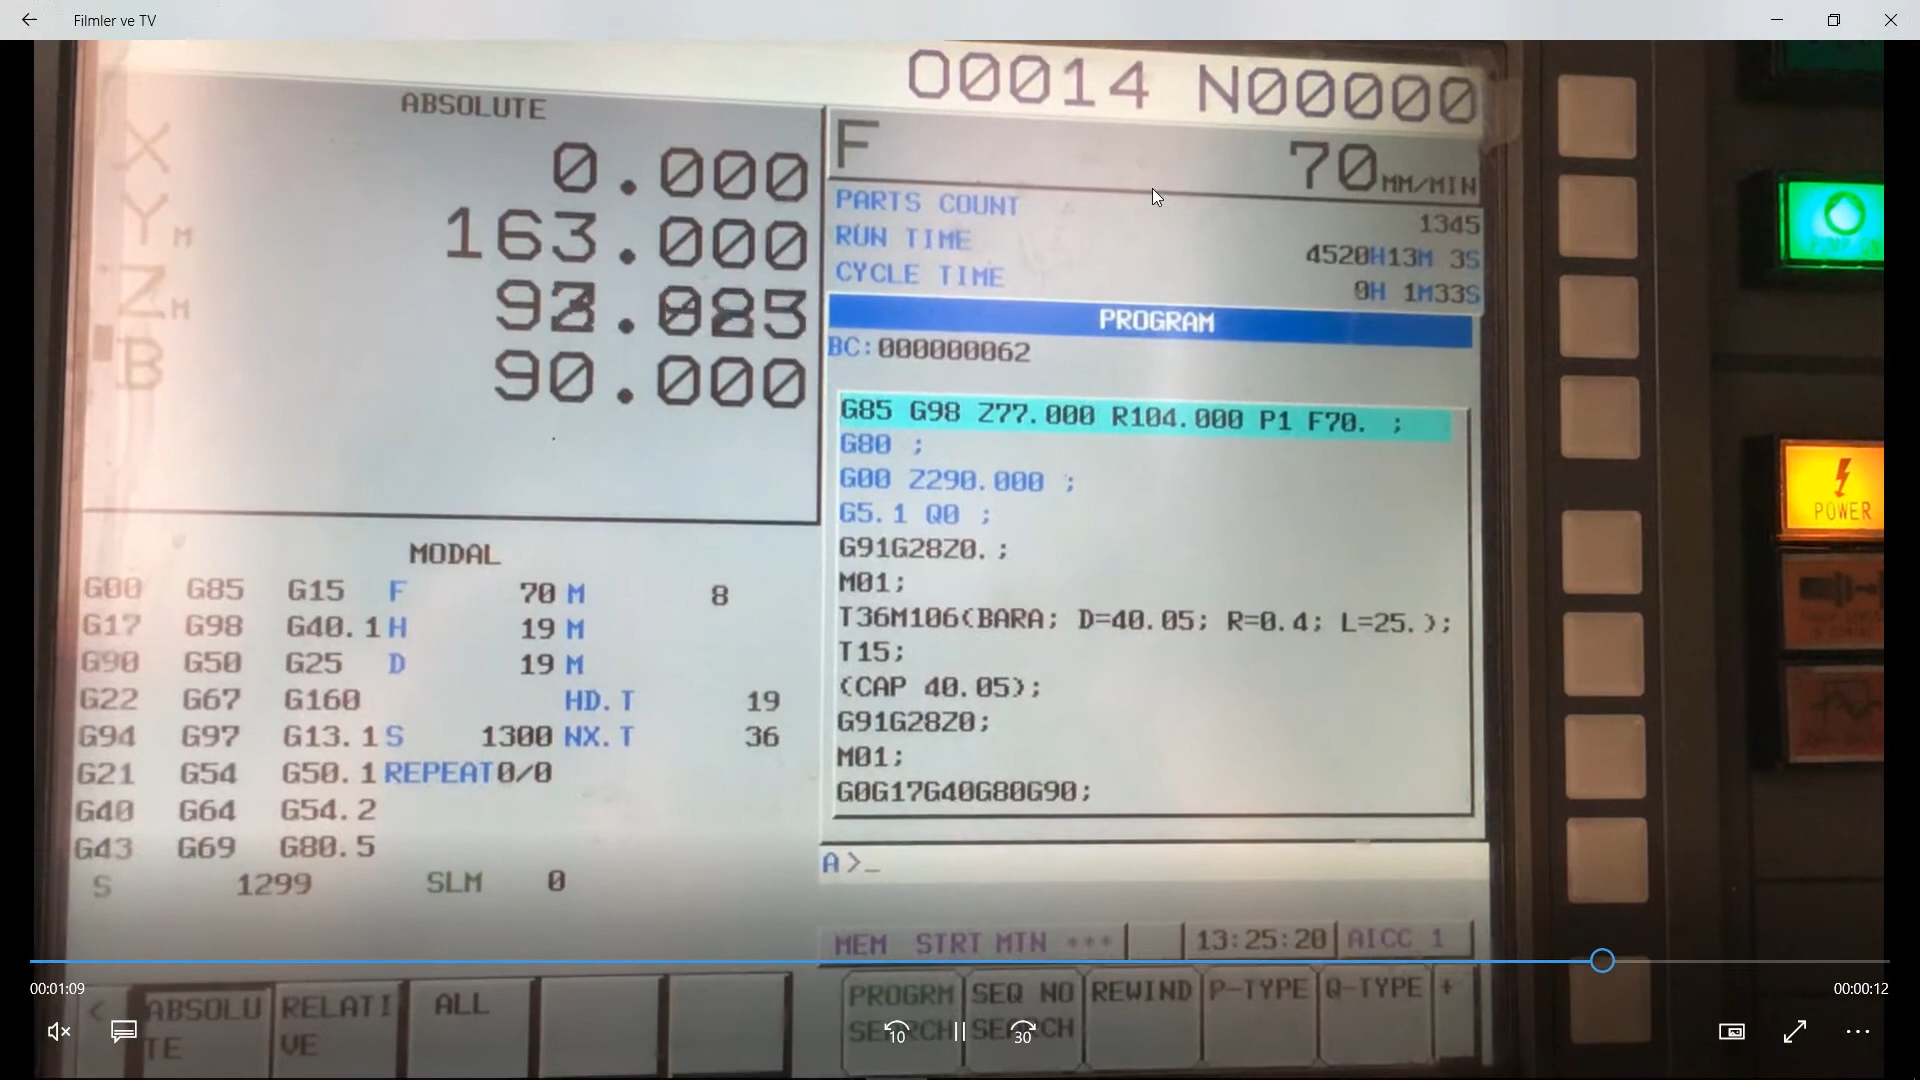 Filmler ve TV
O0014 N00000
ABSOLUTE
X 0.000
Y M 163.000
Z M
B 90.000
F 70 MM/MIN
PARTS COUNT 1345
RUN TIME 4520H13M 3S
CYCLE TIME 0H 1M33S
PROGRAM
BC:000000062
G85 G98 Z77.000 R104.000 P1 F70. ;
G80 ;
G00 Z290.000 ;
G5.1 Q0 ;
G91G28Z0.;
M01;
T36M106(BARA; D=40.05; R=0.4; L=25.);
T15;
(CAP 40.05);
G91G28Z0;
M01;
G0G17G40G80G90;
MODAL
G00 G85 G15 F 70 M 8
G17 G98 G40.1 H 19 M
G90 G50 G25 D 19 M
G22 G67 G160 HD.T 19
G94 G97 G13.1 S 1300 NX.T 36
G21 G54 G50.1 REPEAT 0/0
G40 G64 G54.2
G43 G69 G80.5
S 1299 SLM 0
A>_
MEM STRT MTN *** 13:25:20 AICC 1
00:01:09
00:00:12
< ABSOLUTE
RELATIVE
ALL
PROGRM SEARCH
SEQ NO SEARCH
REWIND
P-TYPE
Q-TYPE
+
10
30
POWER